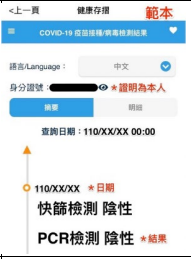 <上一頁 健康存摺 範本
COVID-19 疫苗接種/病毒檢測結果
語言/Language： 中文
身分證號： ＊證明為本人
摘要 明細
查詢日期：110/XX/XX 00:00
110/XX/XX ＊日期
快篩檢測 陰性
PCR檢測 陰性 ＊結果